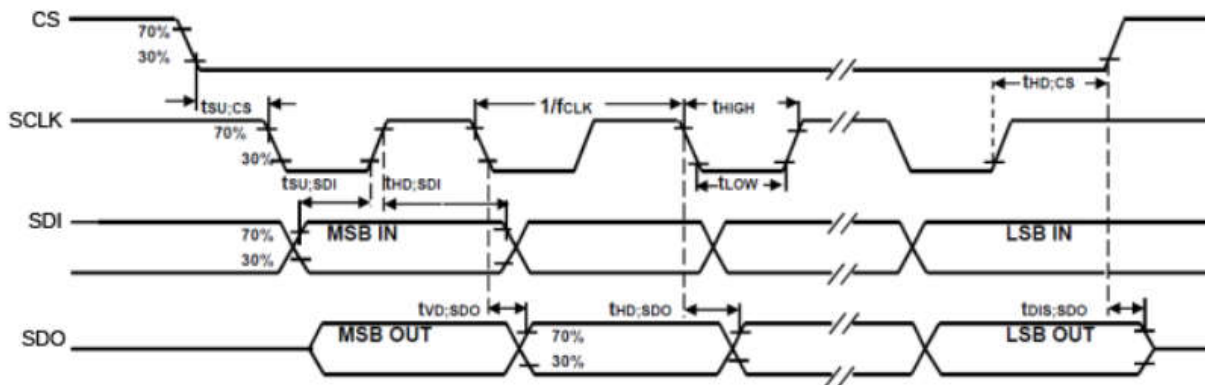 CS
70%
30%
tHD;CS
tSU;CS
1/fCLK
tHIGH
SCLK
70%
30%
tSU;SDI
tHD;SDI
tLOW
SDI
70%
30%
MSB IN
LSB IN
tVD;SDO
tHD;SDO
tDIS;SDO
SDO
MSB OUT
70%
30%
LSB OUT